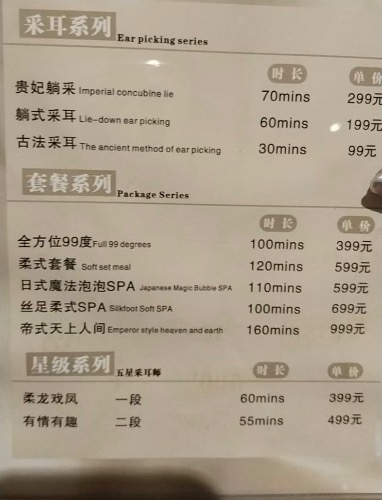 采耳系列 Ear picking series
时长 单价
贵妃躺采 Imperial concubine lie 70mins 299元
躺式采耳 Lie-down ear picking 60mins 199元
古法采耳 The ancient method of ear picking 30mins 99元
套餐系列 Package Series
时长 单价
全方位99度 Full 99 degrees 100mins 399元
柔式套餐 Soft set meal 120mins 599元
日式魔法泡泡SPA Japanese Magic Bubble SPA 110mins 599元
丝足柔式SPA Silkfoot Soft SPA 100mins 699元
帝式天上人间 Emperor style heaven and earth 160mins 999元
星级系列 五星采耳师 时长 单价
柔龙戏凤 一段 60mins 399元
有情有趣 二段 55mins 499元